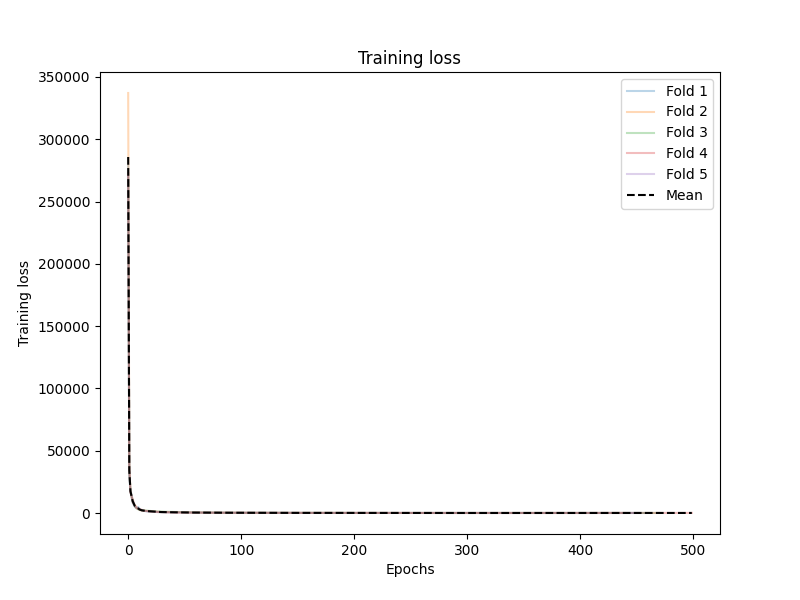 Training loss
350000
300000
250000
200000
150000
100000
50000
0
Training loss
0 100 200 300 400 500
Epochs
Fold 1
Fold 2
Fold 3
Fold 4
Fold 5
Mean